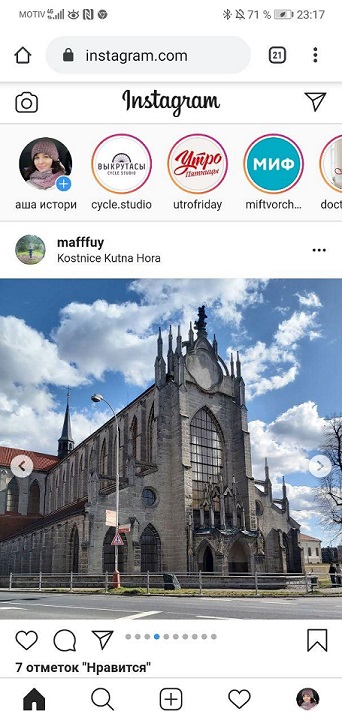 MOTIV 4G 71 % 23:17
instagram.com 21
Instagram
ВЫКРУТАСЫ
CYCLE STUDIO
Утро
Пятницы
МИФ
аша истори cycle.studio utrofriday miftvorch... doct
mafffuy
Kostnice Kutna Hora
7 отметок "Нравится"